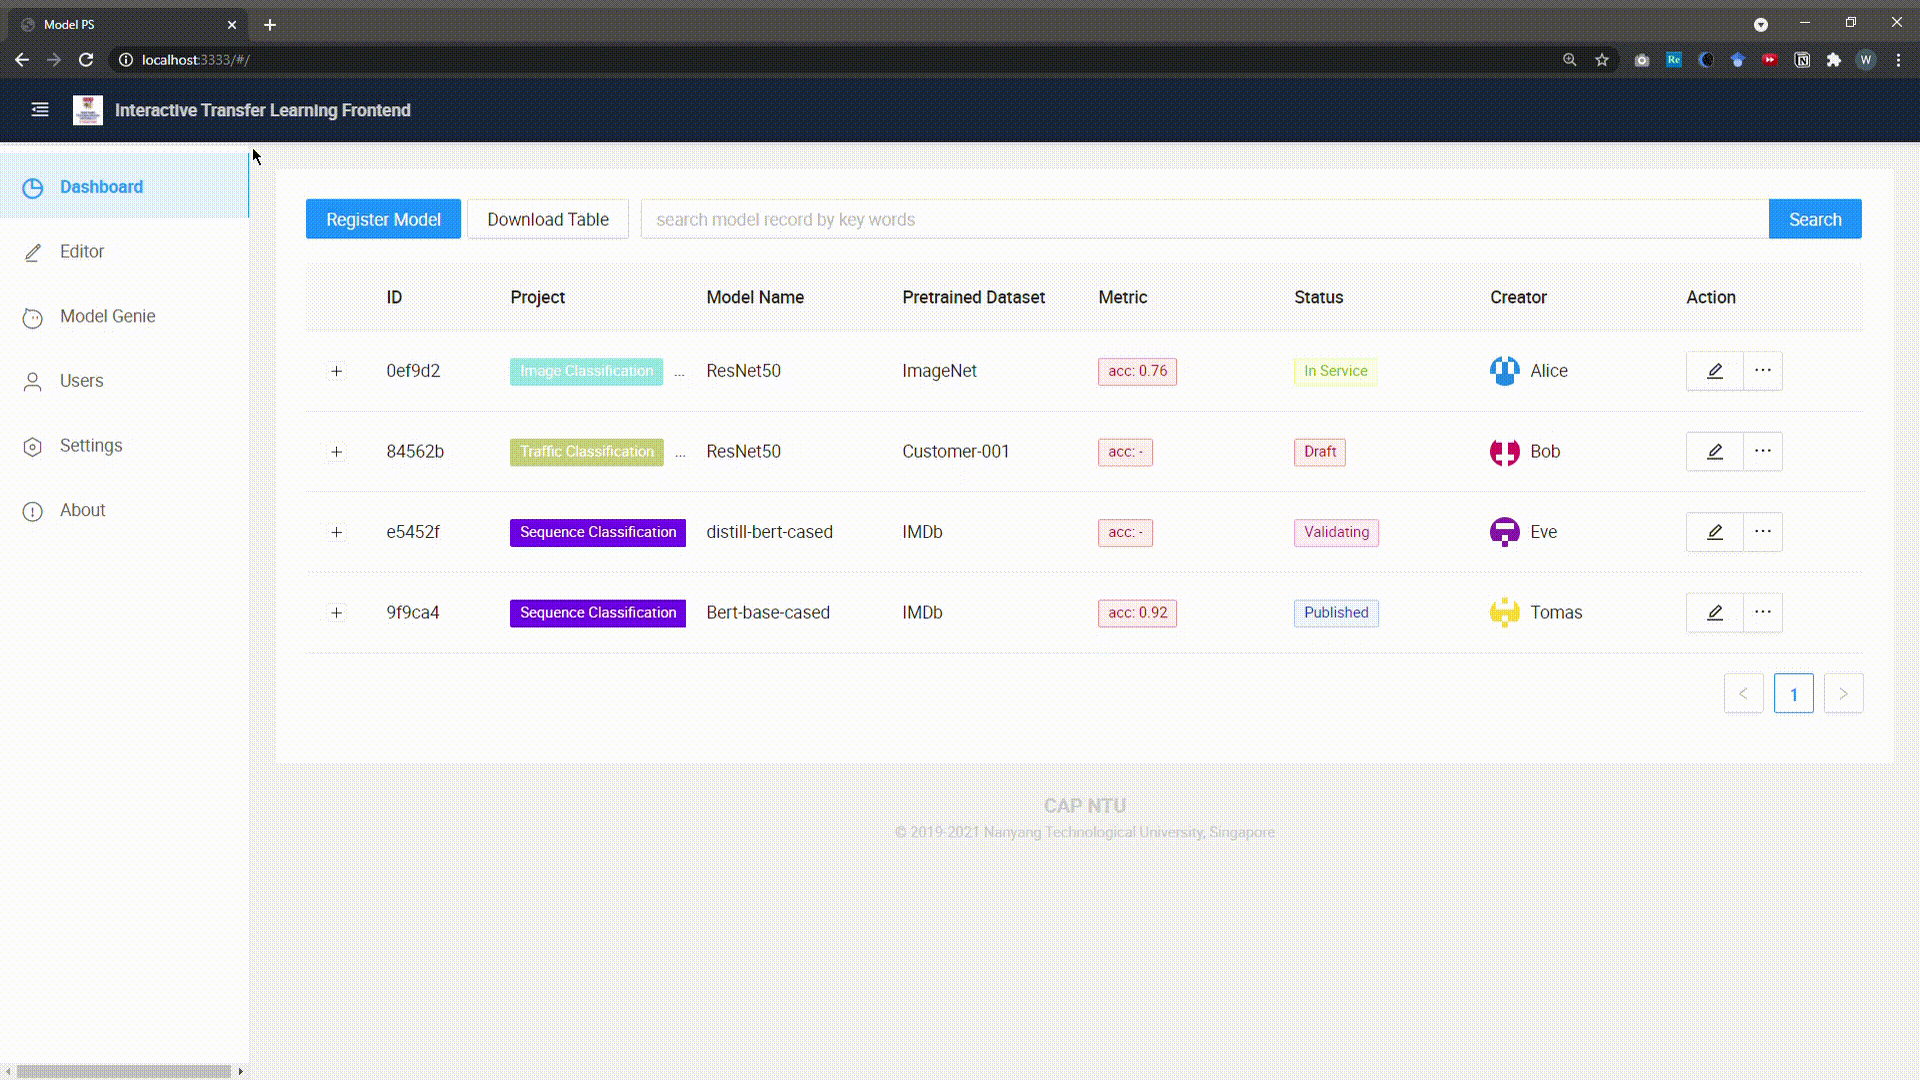 Model PS
localhost:3333/#/
Re
W
Interactive Transfer Learning Frontend
Dashboard
Editor
Model Genie
Users
Settings
About
Register Model Download Table search model record by key words Search
ID Project Model Name Pretrained Dataset Metric Status Creator Action
0ef9d2 Image Classification ... ResNet50 ImageNet acc: 0.76 In Service Alice ...
84562b Traffic Classification ... ResNet50 Customer-001 acc: - Draft Bob ...
e5452f Sequence Classification distill-bert-cased IMDb acc: - Validating Eve ...
9f9ca4 Sequence Classification Bert-base-cased IMDb acc: 0.92 Published Tomas ...
< 1 >
CAP NTU
© 2019-2021 Nanyang Technological University, Singapore